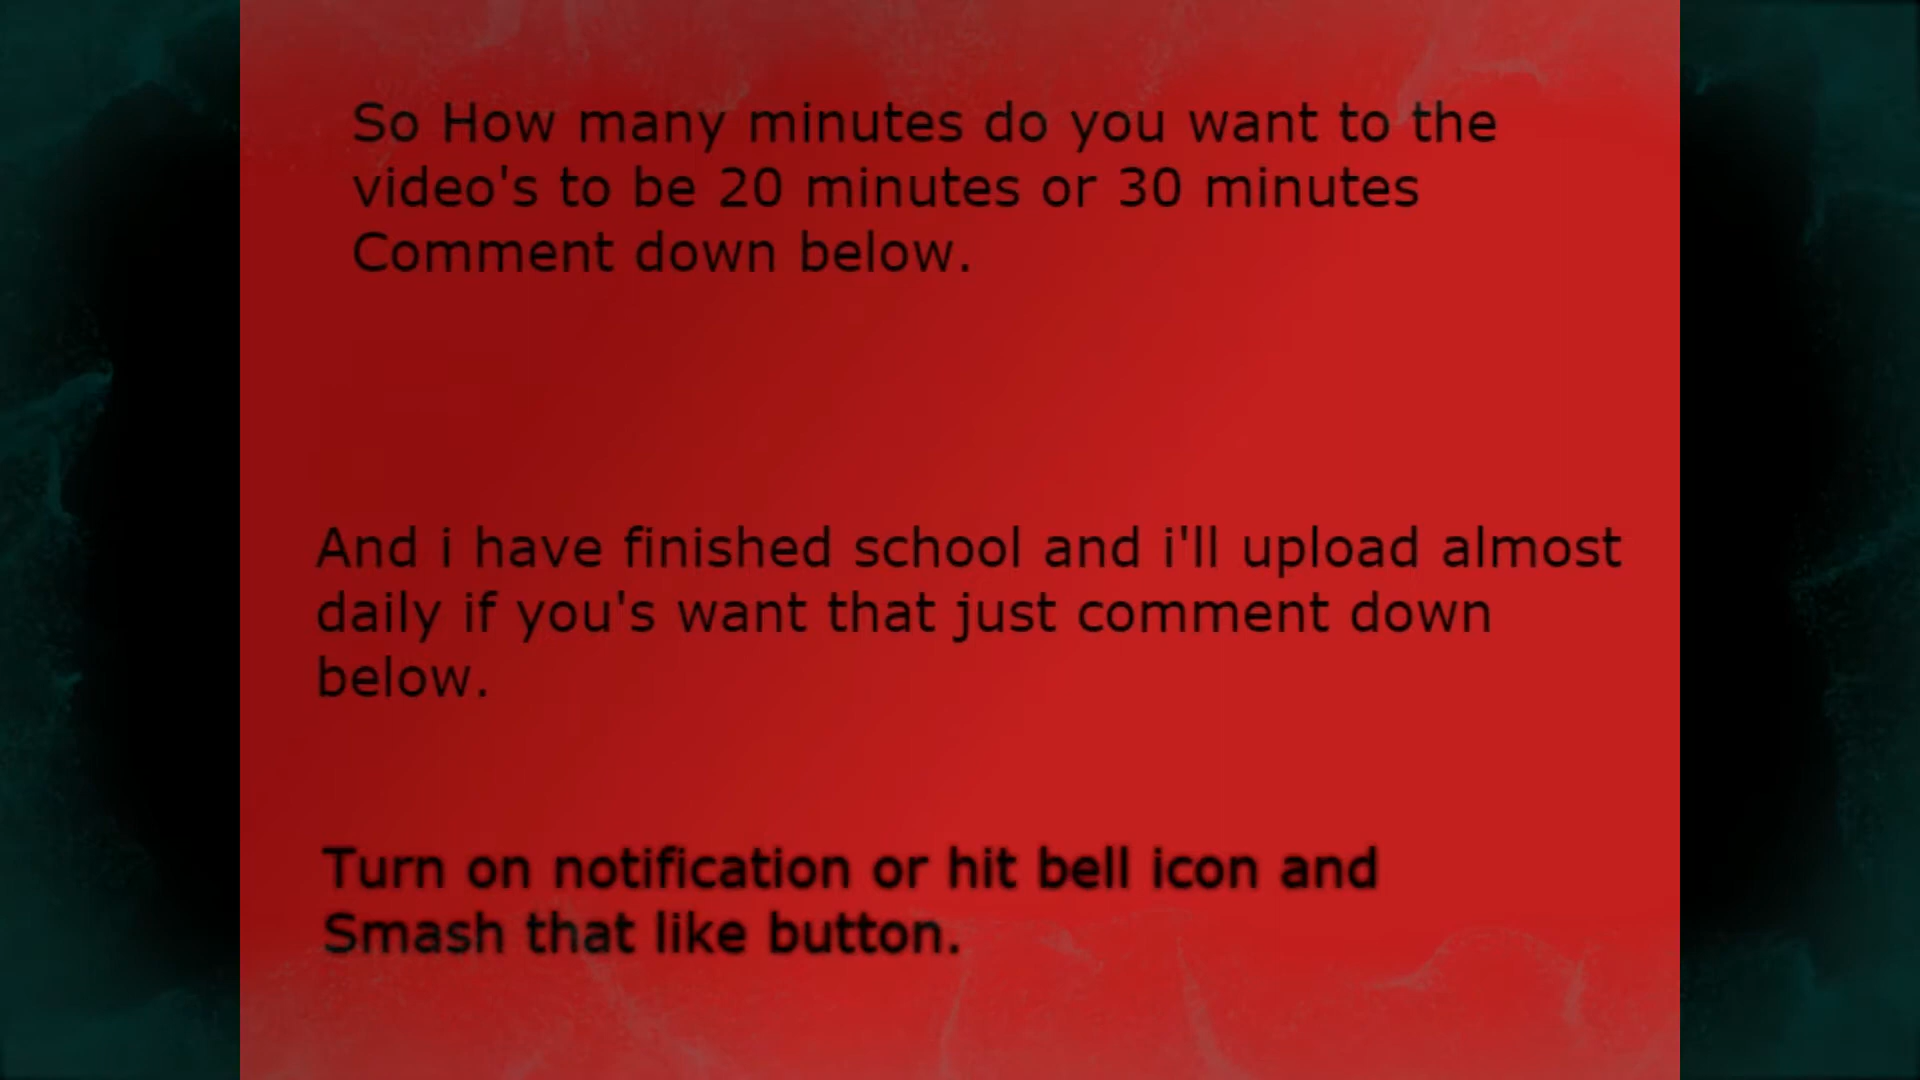 So How many minutes do you want to the
video's to be 20 minutes or 30 minutes
Comment down below.
And i have finished school and i'll upload almost
daily if you's want that just comment down
below.
Turn on notification or hit bell icon and
Smash that like button.